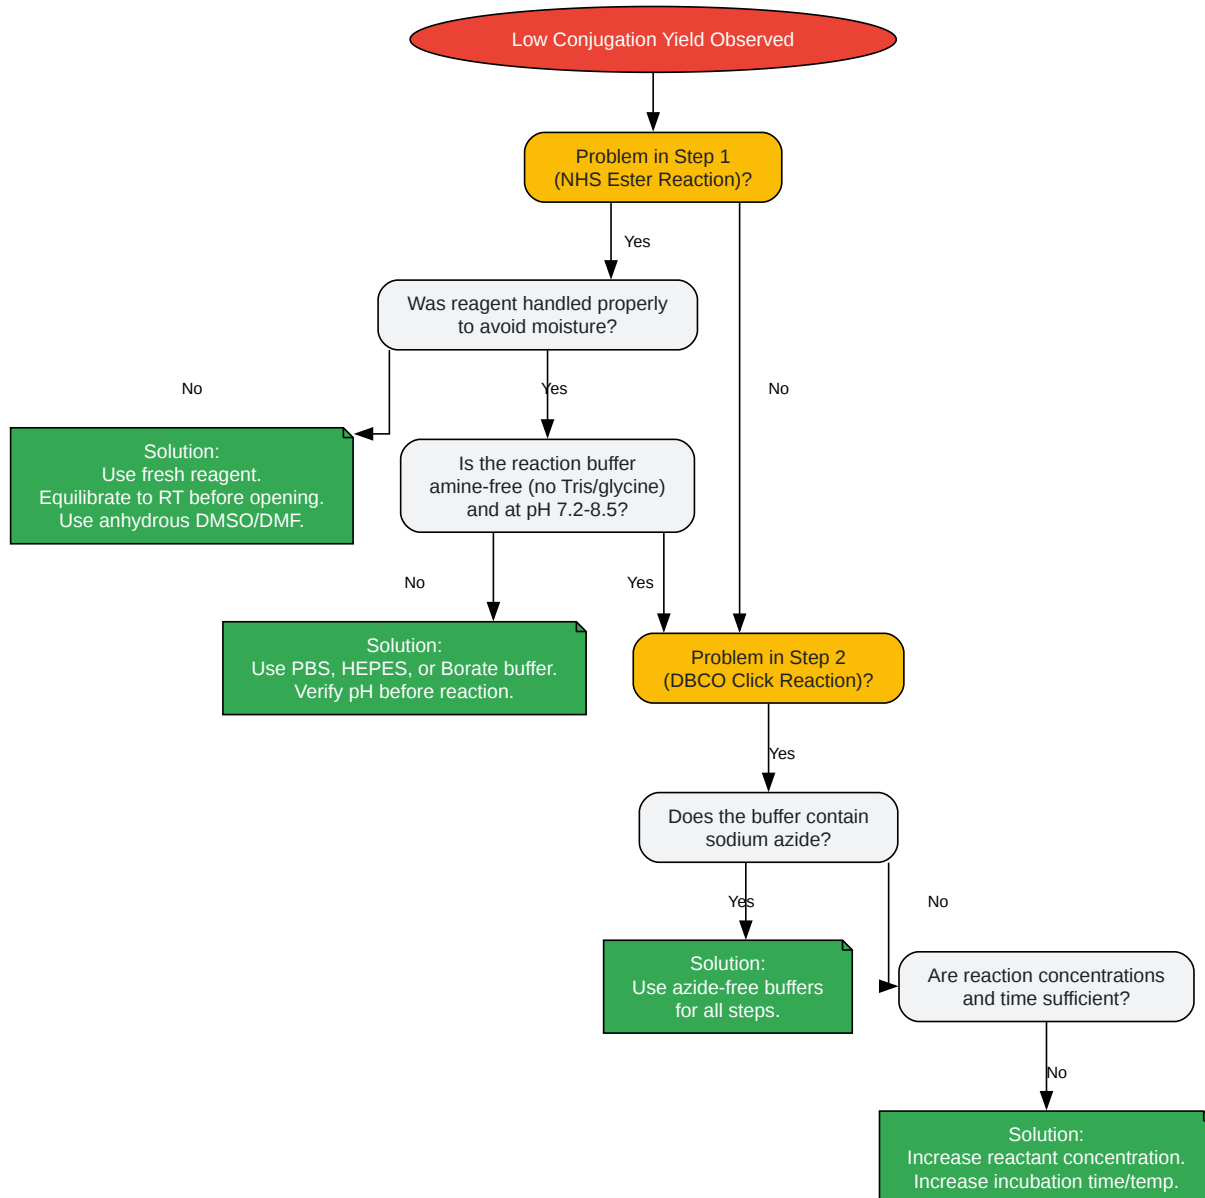 Low Conjugation Yield Observed
Problem in Step 1
(NHS Ester Reaction)?
Yes
Was reagent handled properly
to avoid moisture?
No
Yes
No
Solution:
Use fresh reagent.
Equilibrate to RT before opening.
Use anhydrous DMSO/DMF.
Is the reaction buffer
amine-free (no Tris/glycine)
and at pH 7.2-8.5?
No
Yes
Solution:
Use PBS, HEPES, or Borate buffer.
Verify pH before reaction.
Problem in Step 2
(DBCO Click Reaction)?
Yes
Does the buffer contain
sodium azide?
Yes
No
Solution:
Use azide-free buffers
for all steps.
Are reaction concentrations
and time sufficient?
No
Solution:
Increase reactant concentration.
Increase incubation time/temp.